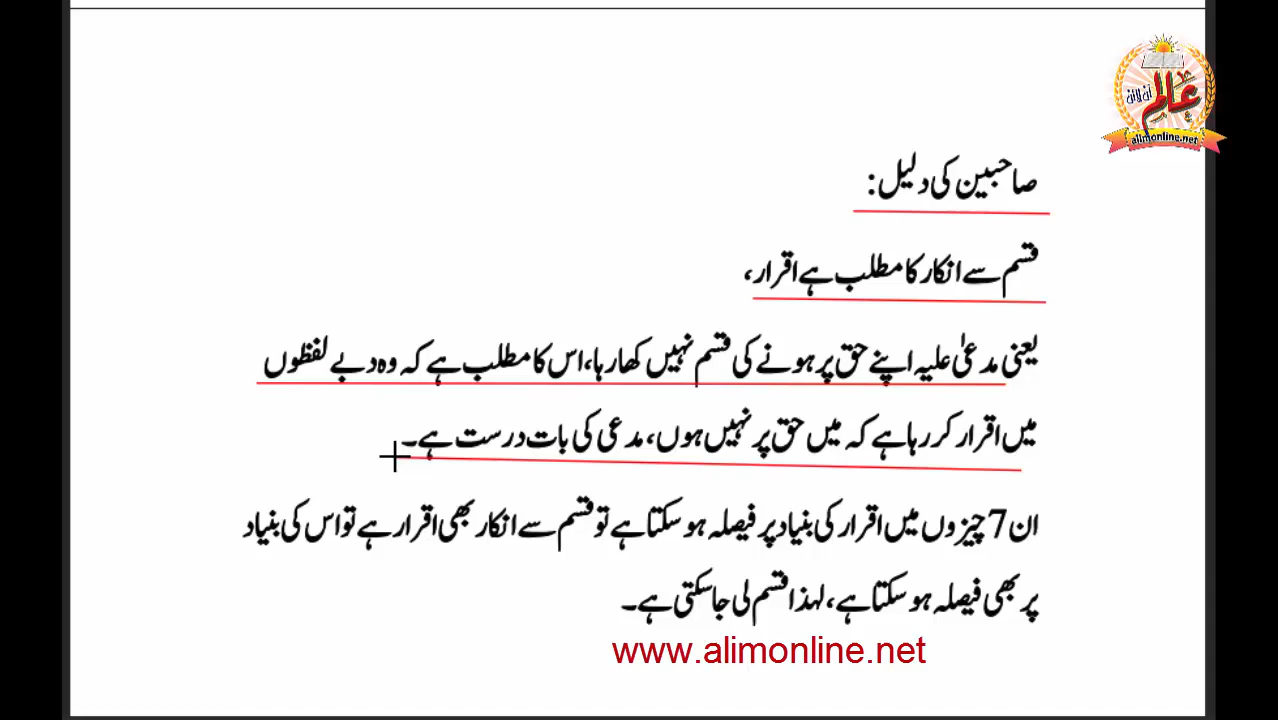 عالم
آن لائن
alimonline.net
صاحبین کی دلیل:
قسم سے انکار کا مطلب ہے اقرار،
یعنی مدعیٰ علیہ اپنے حق پر ہونے کی قسم نہیں کھا رہا، اس کا مطلب ہے کہ وہ دبے لفظوں
میں اقرار کر رہا ہے کہ میں حق پر نہیں ہوں، مدعی کی بات درست ہے۔
ان 7 چیزوں میں اقرار کی بنیاد پر فیصلہ ہو سکتا ہے تو قسم سے انکار بھی اقرار ہے تو اس کی بنیاد
پر بھی فیصلہ ہو سکتا ہے، لہذا قسم لی جا سکتی ہے۔
www.alimonline.net